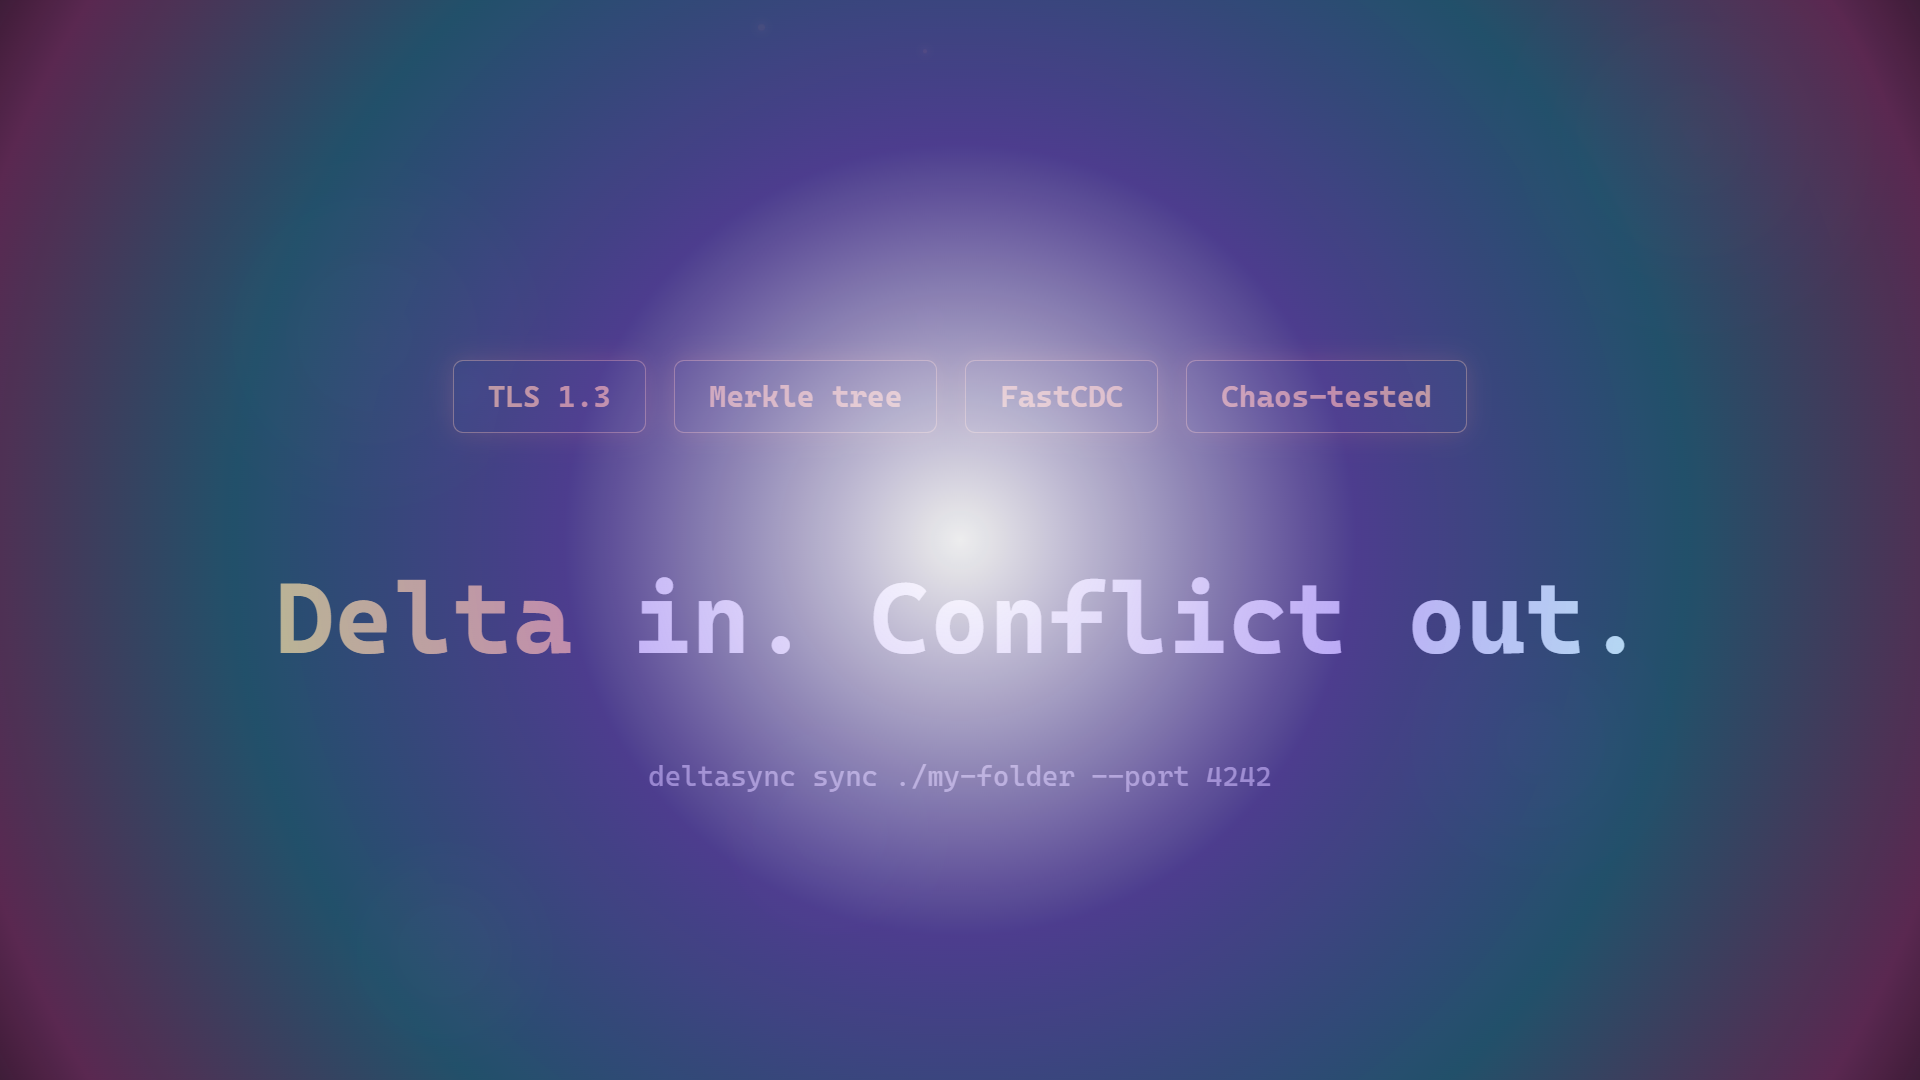 TLS 1.3 Merkle tree FastCDC Chaos-tested
Delta in. Conflict out.
deltasync sync ./my-folder --port 4242